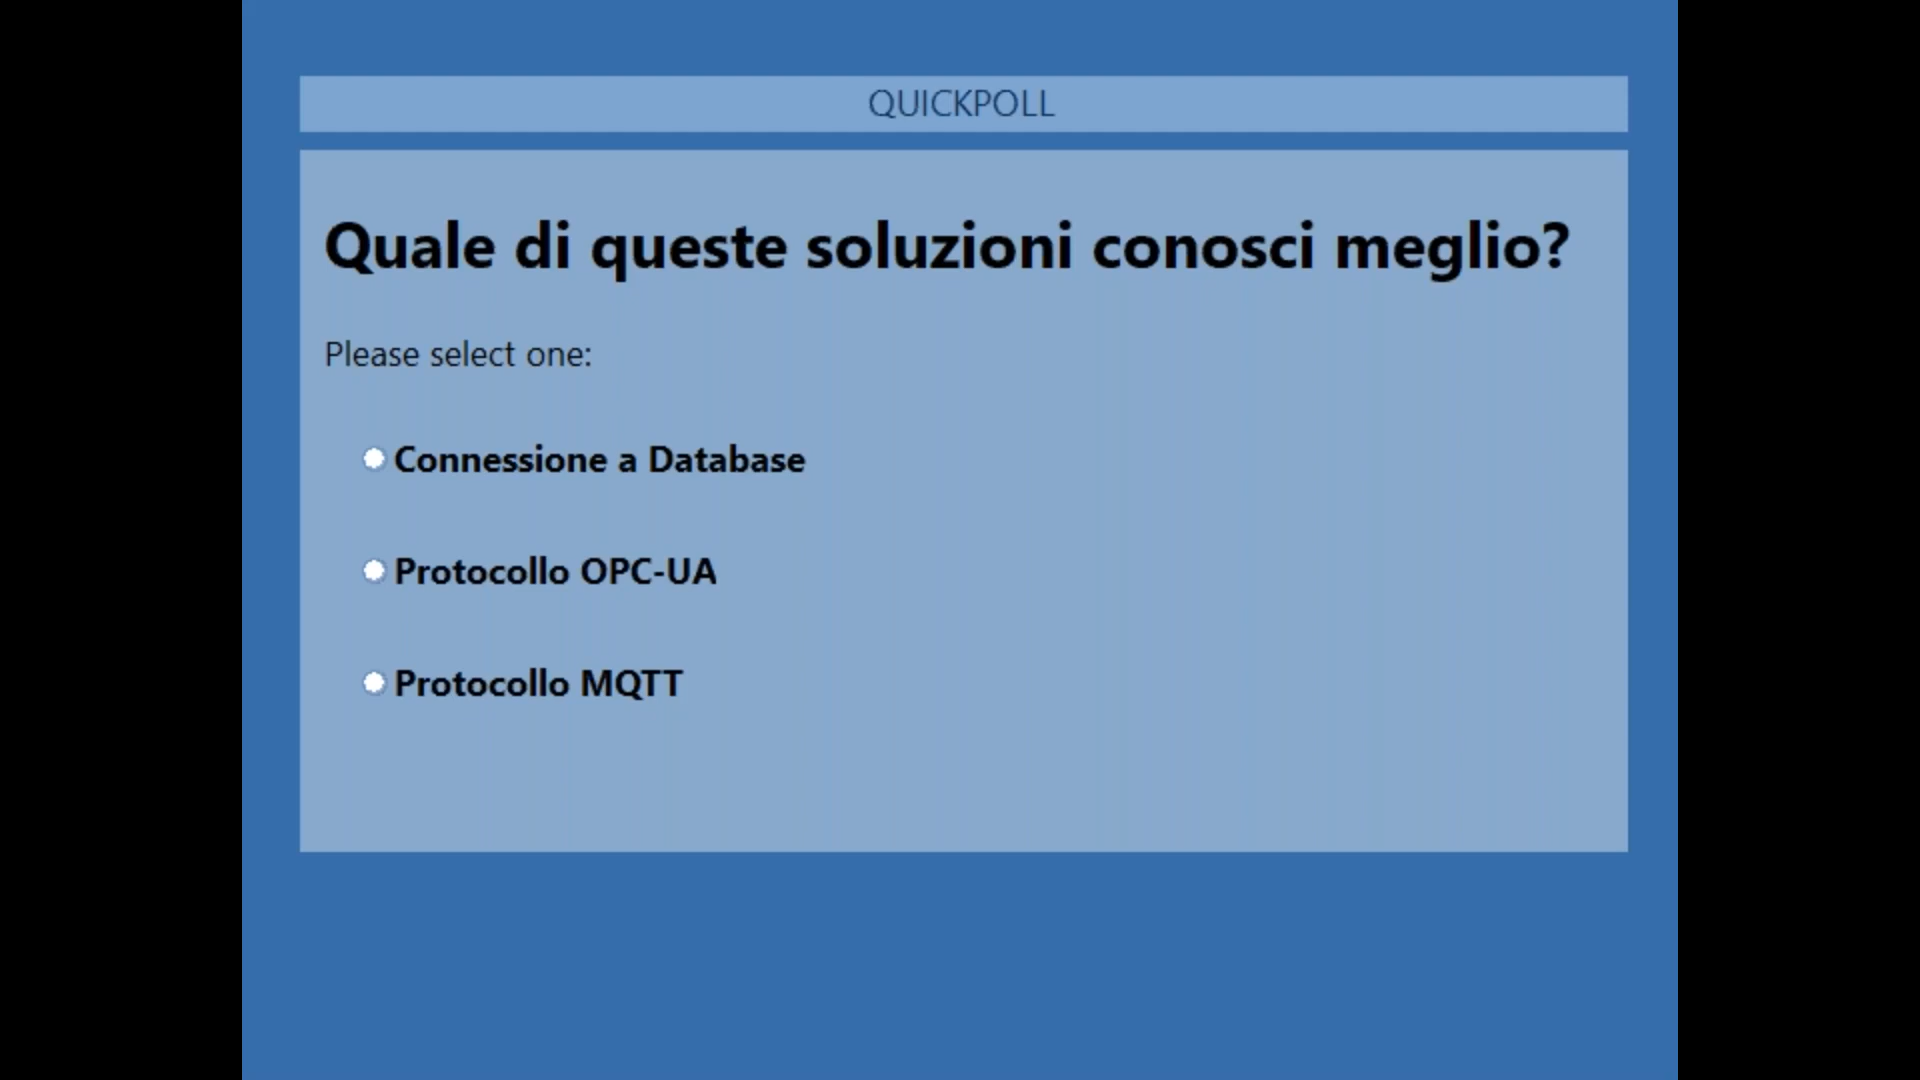 QUICKPOLL
Quale di queste soluzioni conosci meglio?
Please select one:
Connessione a Database
Protocollo OPC-UA
Protocollo MQTT